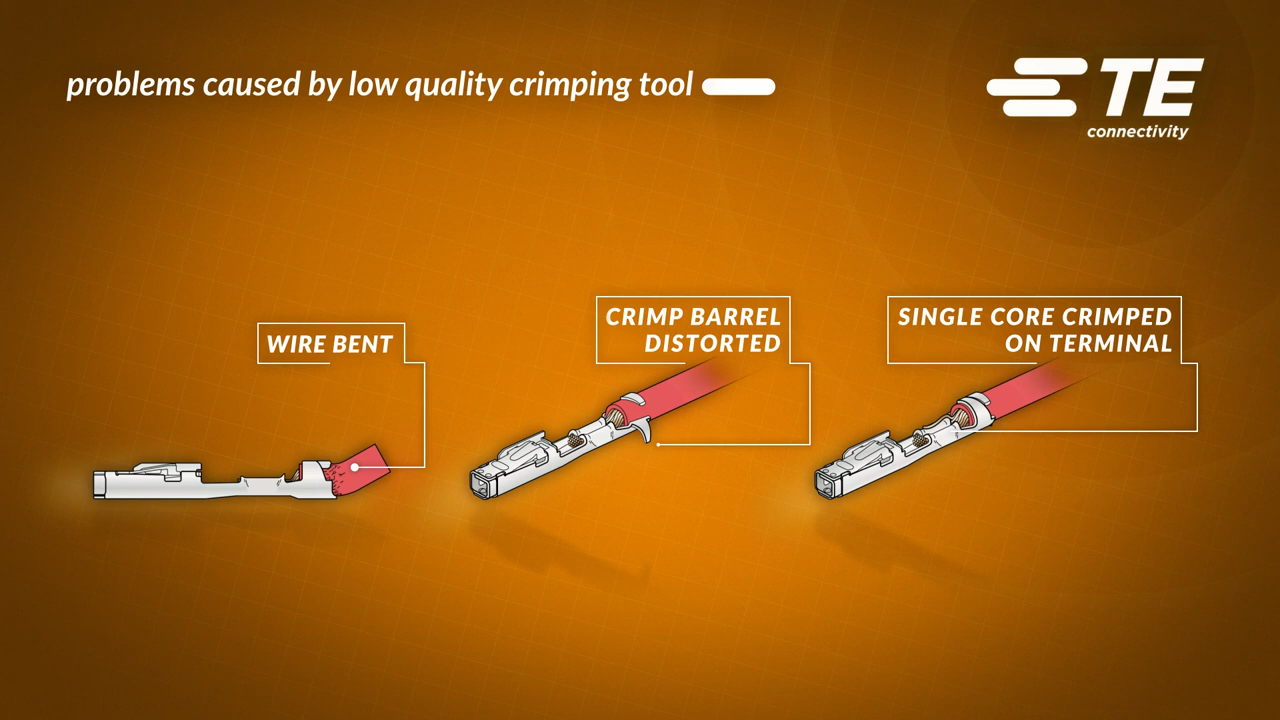 problems caused by low quality crimping tool
TE
connectivity
WIRE BENT
CRIMP BARREL
DISTORTED
SINGLE CORE CRIMPED
ON TERMINAL